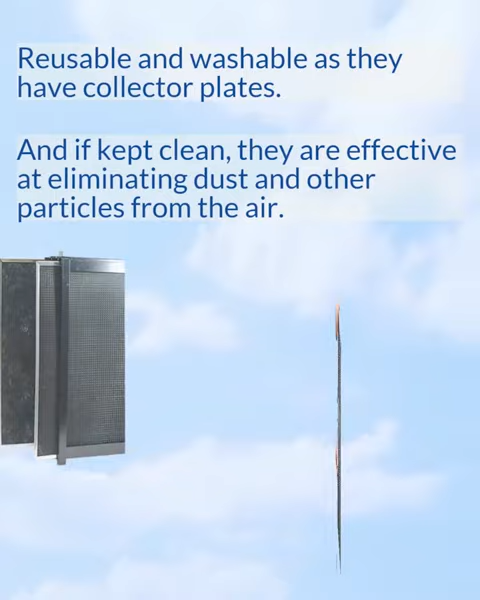 Reusable and washable as they
have collector plates.
And if kept clean, they are effective
at eliminating dust and other
particles from the air.